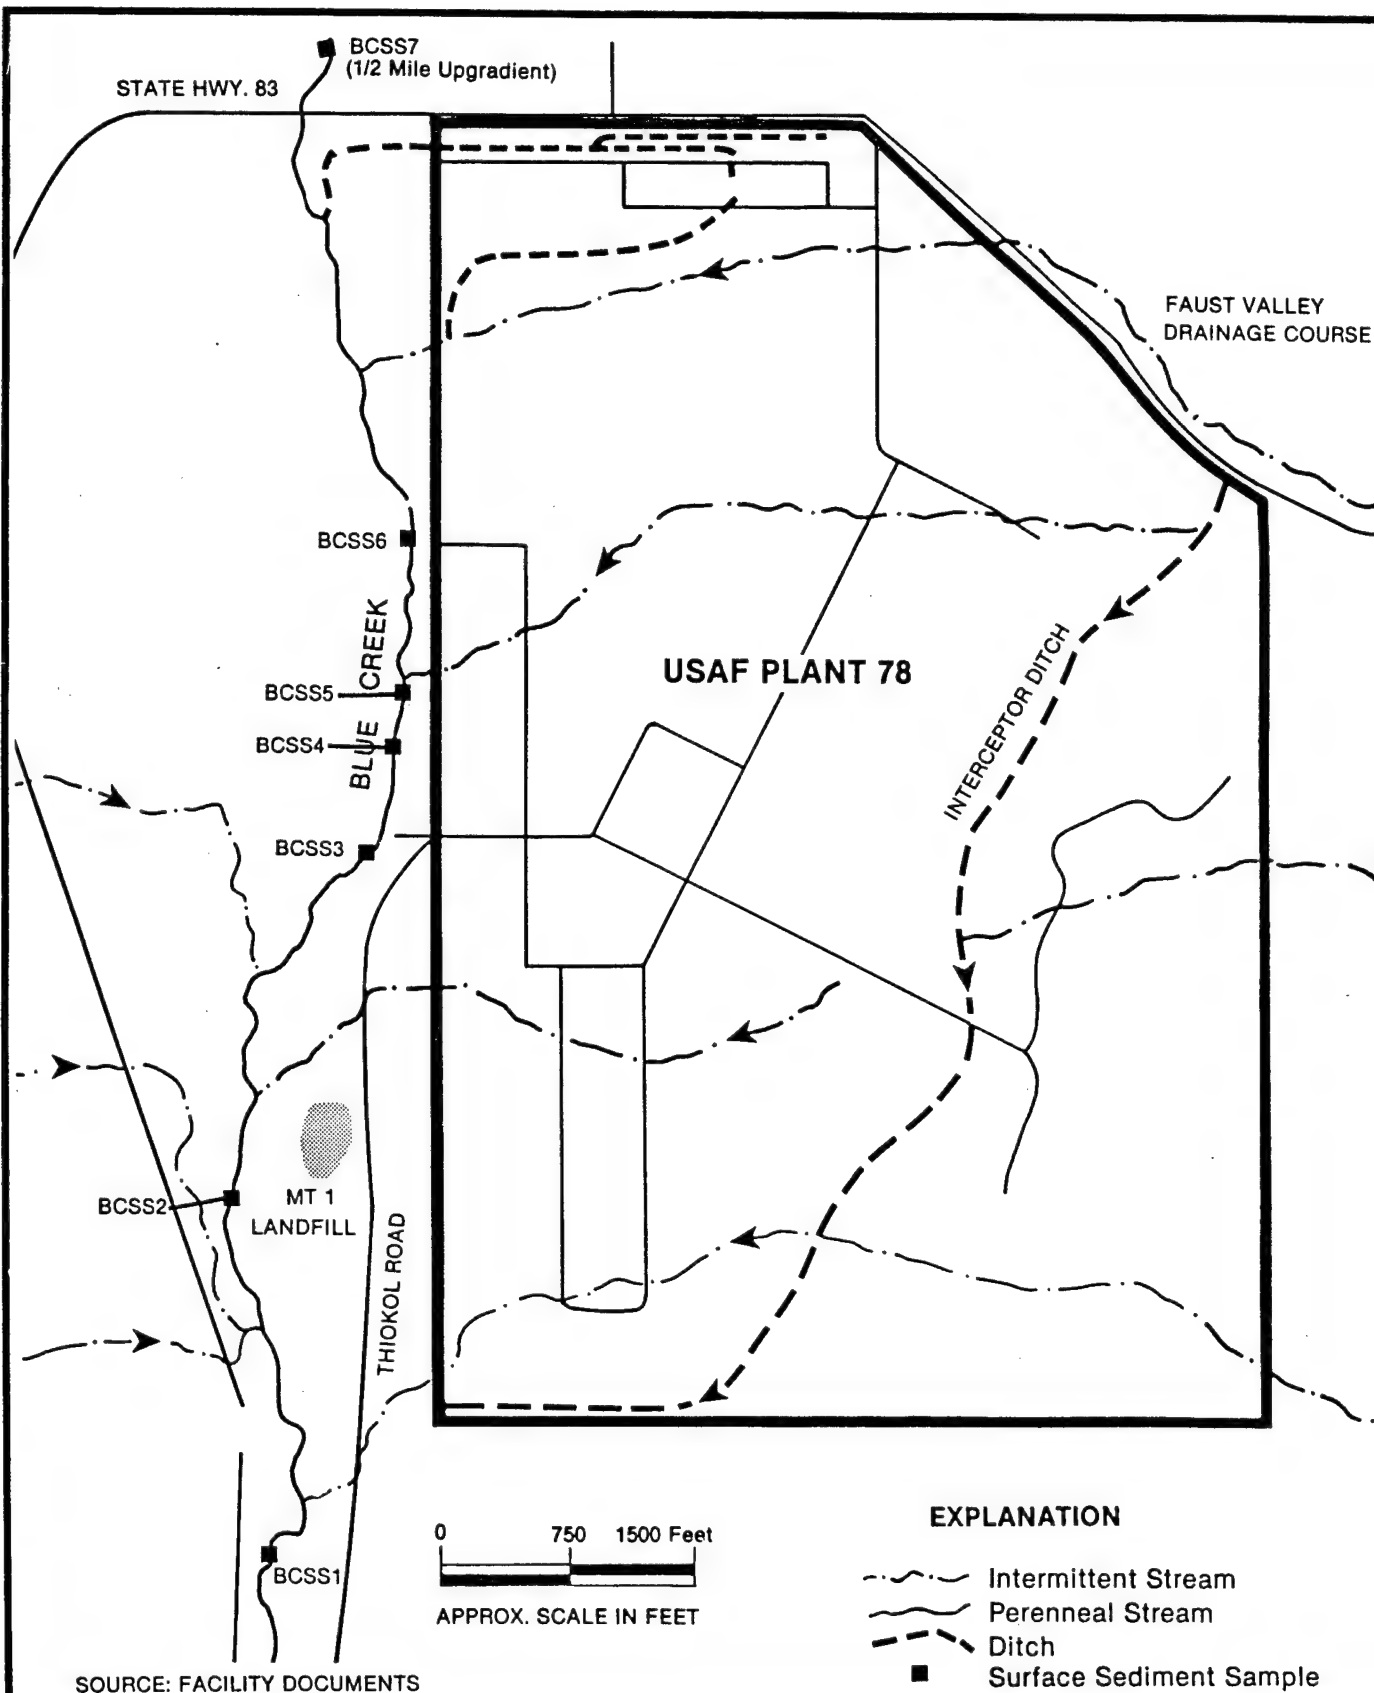 BCSS7
(1/2 Mile Upgradient)
STATE HWY. 83
FAUST VALLEY
DRAINAGE COURSE
BCSS6
BLUE CREEK
USAF PLANT 78
INTERCEPTOR DITCH
BCSS5
BCSS4
BCSS3
BCSS2
MT 1
LANDFILL
THIOKOL ROAD
BCSS1
0 750 1500 Feet
APPROX. SCALE IN FEET
EXPLANATION
Intermittent Stream
Perenneal Stream
Ditch
Surface Sediment Sample
SOURCE: FACILITY DOCUMENTS